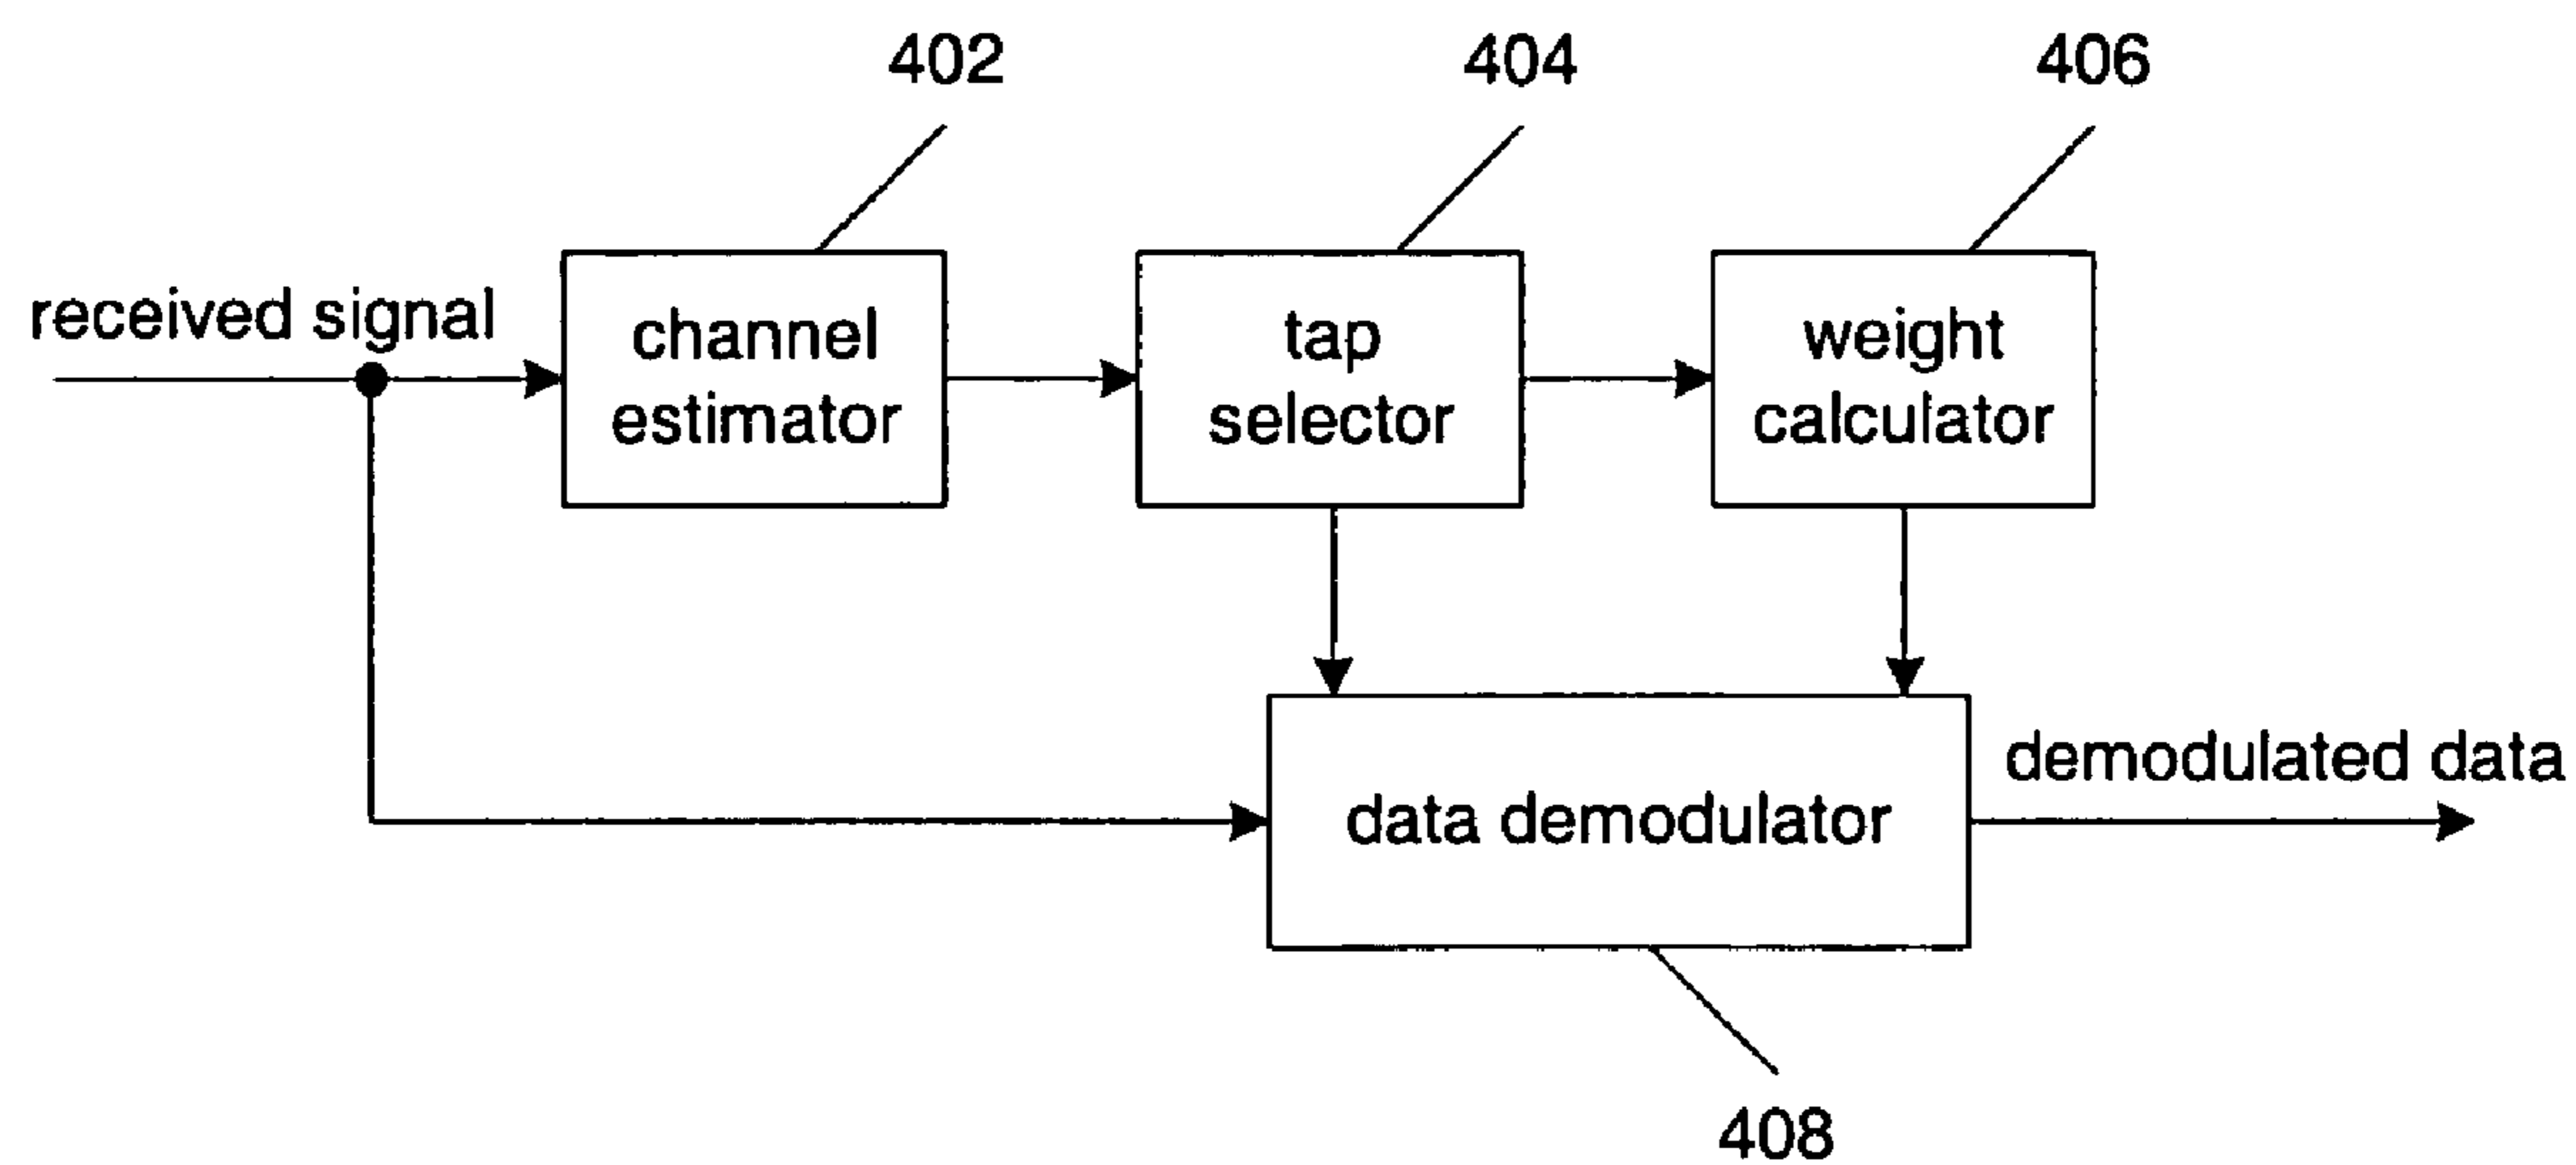 402
404
406
received signal
channel
estimator
tap
selector
weight
calculator
data demodulator
demodulated data
408